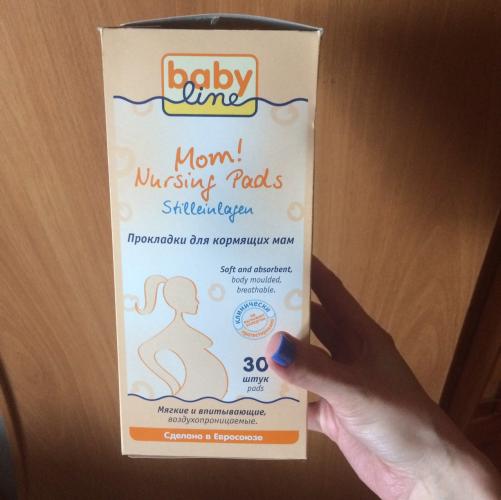 baby
line
Mom!
Nursing Pads
Stilleinlagen
Прокладки для кормящих мам
Soft and absorbent,
body moulded,
breathable.
клинически
30
штук
pads
Мягкие и впитывающие,
воздухопроницаемые.
Сделано в Евросоюзе